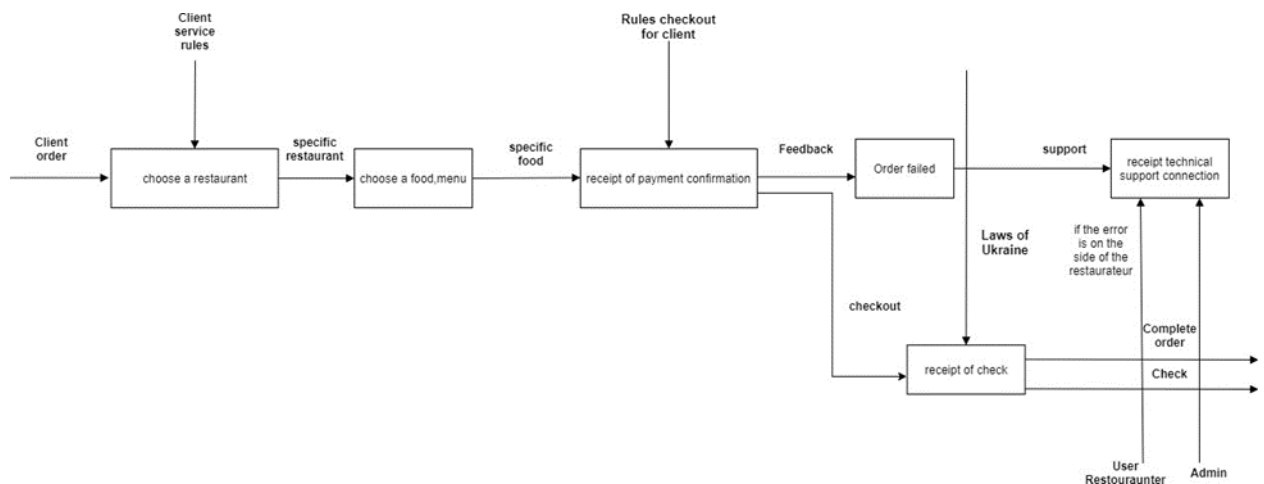 Client
service
rules
Rules checkout
for client
Client
order
choose a restaurant
specific
restaurant
choose a food,menu
specific
food
receipt of payment confirmation
Feedback
Order failed
support
receipt technical
support connection
Laws of
Ukraine
if the error
is on the
side of the
restaurateur
checkout
receipt of check
Complete
order
Check
User
Restouraunter
Admin